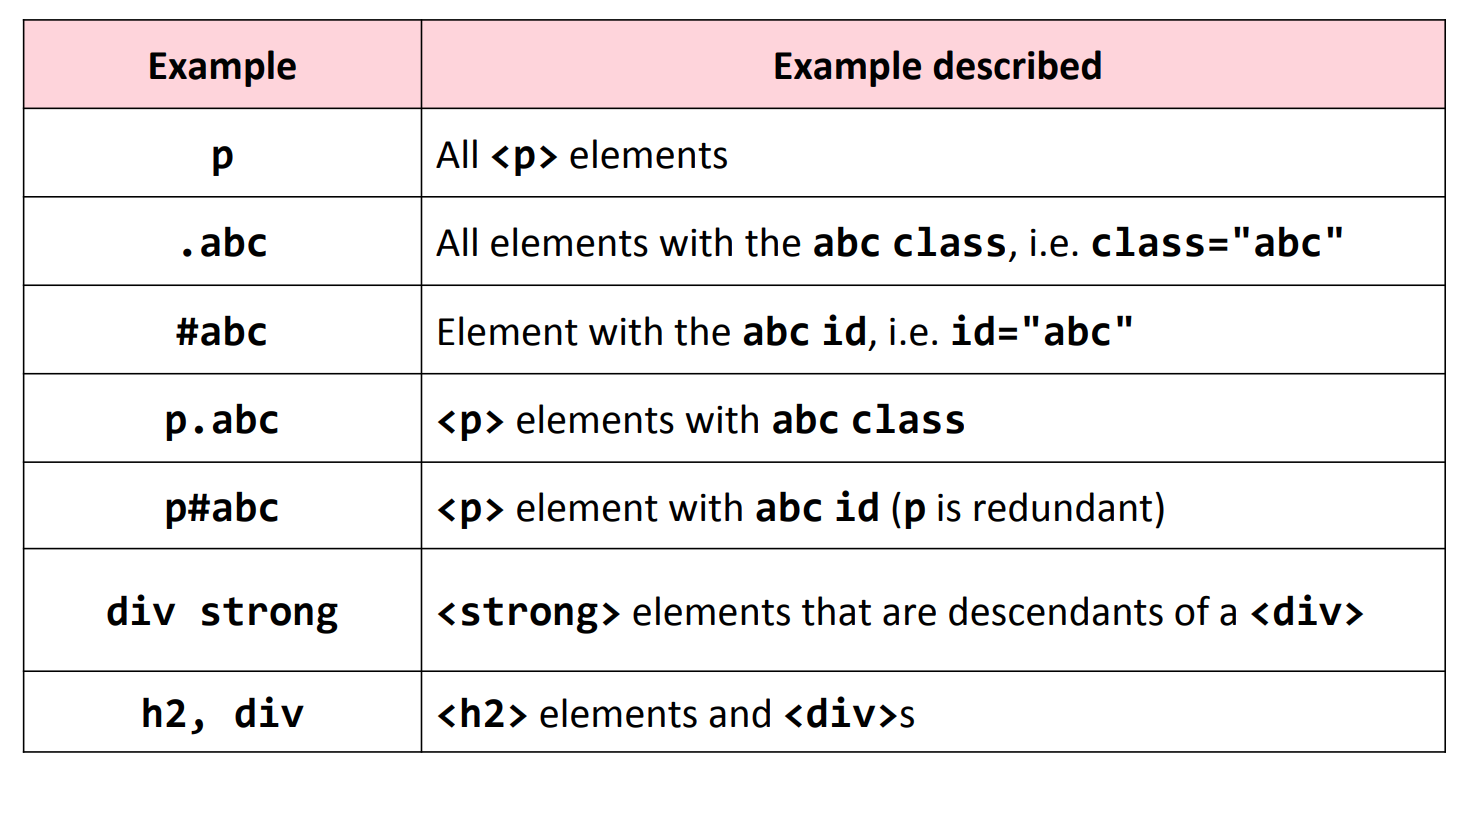 Example Example described
p All <p> elements
.abc All elements with the abc class, i.e. class="abc"
#abc Element with the abc id, i.e. id="abc"
p.abc <p> elements with abc class
p#abc <p> element with abc id (p is redundant)
div strong <strong> elements that are descendants of a <div>
h2, div <h2> elements and <div>s